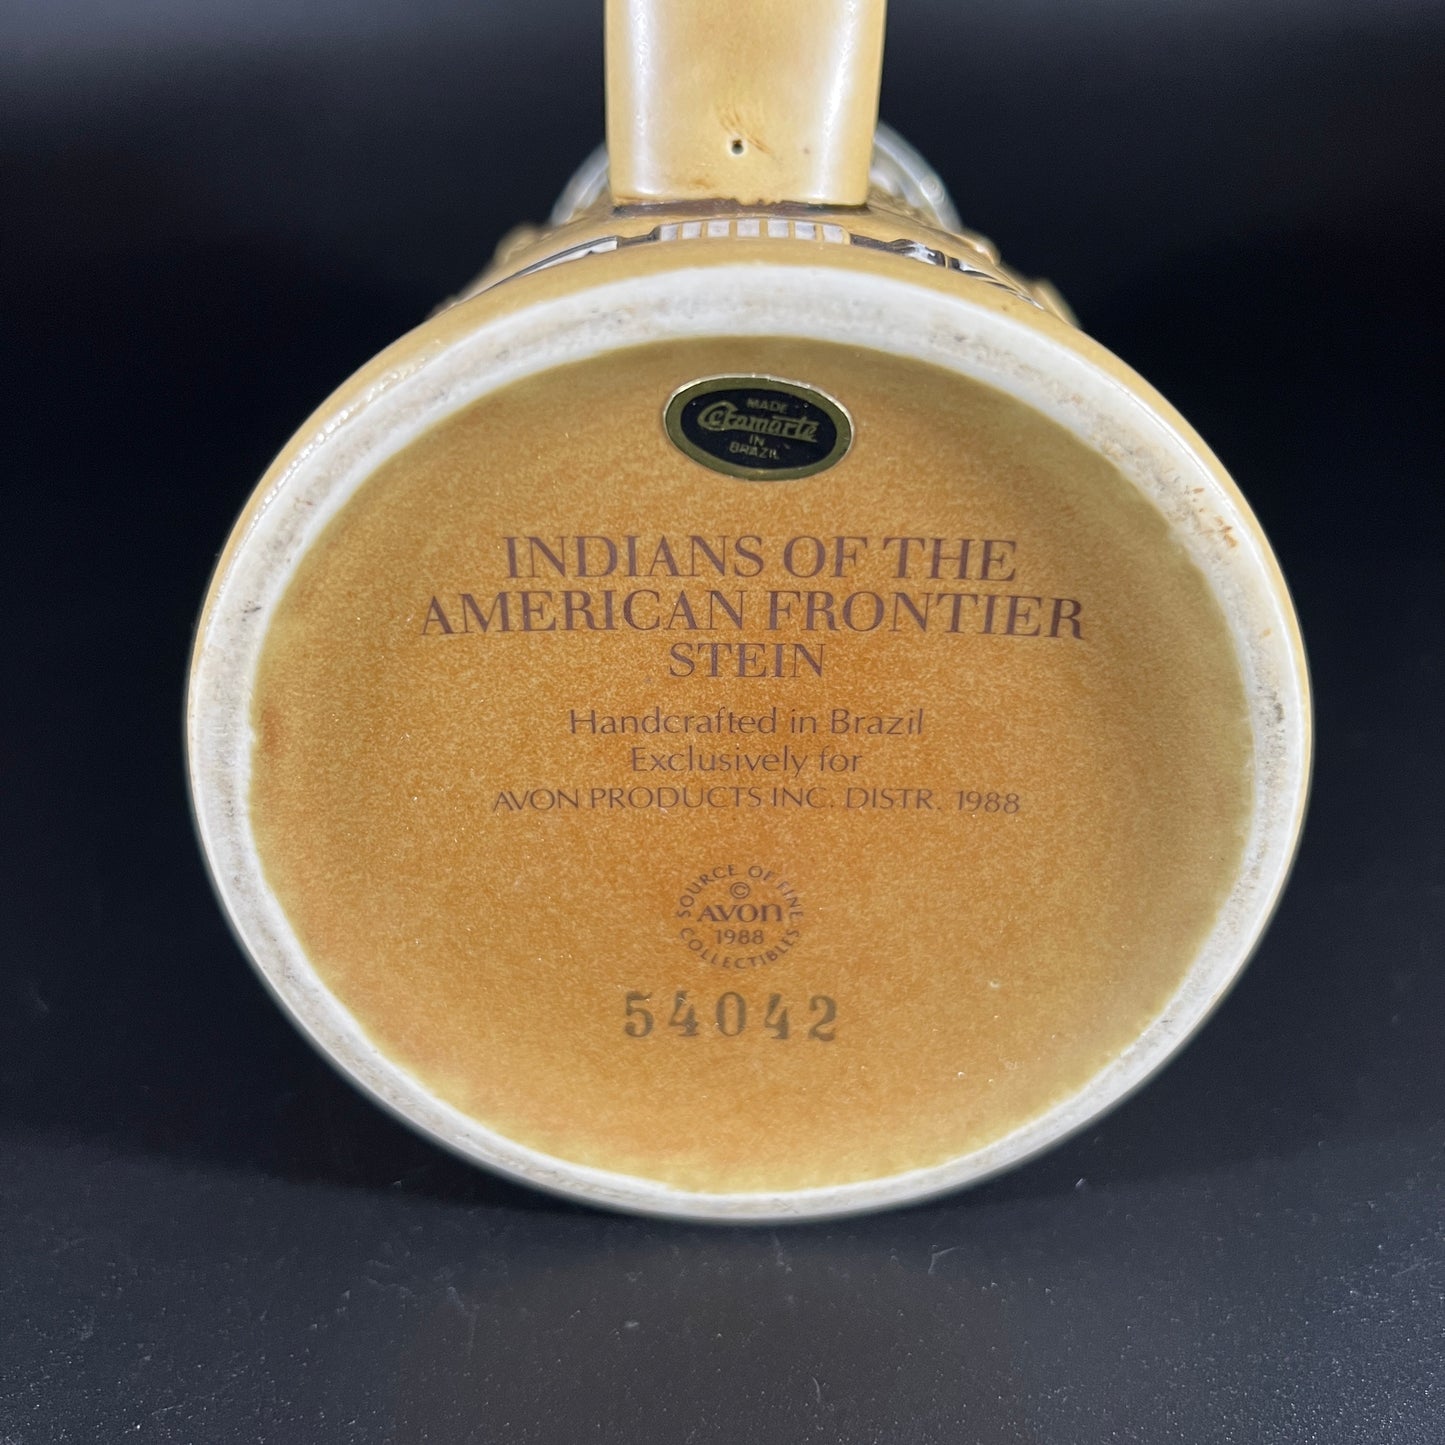 MADE
Ceramarte
IN
BRAZIL
INDIANS OF THE
AMERICAN FRONTIER
STEIN
Handcrafted in Brazil
Exclusively for
AVON PRODUCTS INC. DISTR. 1988
SOURCE OF FINE
©
AVON
1988
COLLECTIBLES
54042